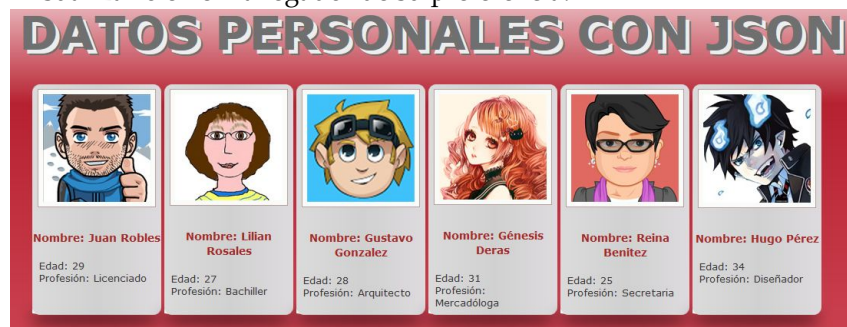 DATOS PERSONALES CON JSON
Nombre: Juan Robles
Edad: 29
Profesión: Licenciado
Nombre: Lilian
Rosales
Edad: 27
Profesión: Bachiller
Nombre: Gustavo
Gonzalez
Edad: 28
Profesión: Arquitecto
Nombre: Génesis
Deras
Edad: 31
Profesión:
Mercadóloga
Nombre: Reina
Benitez
Edad: 25
Profesión: Secretaria
Nombre: Hugo Pérez
Edad: 34
Profesión: Diseñador